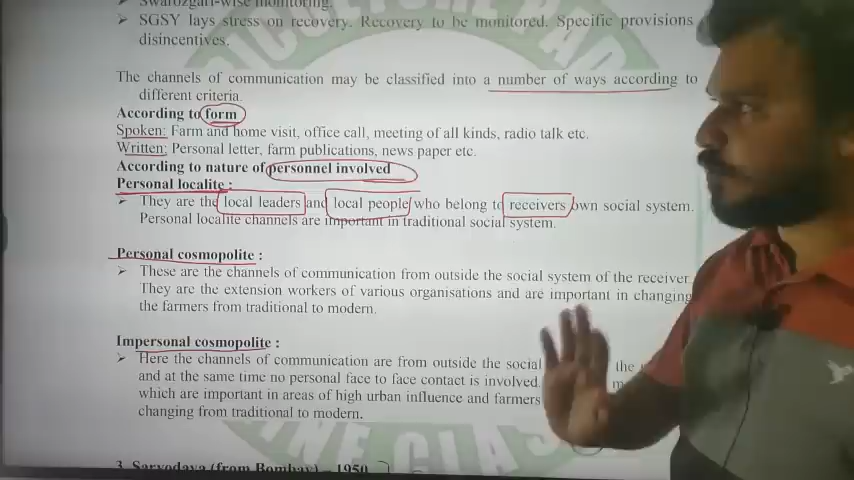 Swarozgari-wise monitoring.
➤ SGSY lays stress on recovery. Recovery to be monitored. Specific provisions
disincentives.
The channels of communication may be classified into a number of ways according to
different criteria.
According to form
Spoken: Farm and home visit, office call, meeting of all kinds, radio talk etc.
Written: Personal letter, farm publications, news paper etc.
According to nature of personnel involved
Personal localite :
➤ They are the local leaders and local people who belong to receivers own social system.
Personal localite channels are important in traditional social system.
Personal cosmopolite :
➤ These are the channels of communication from outside the social system of the receiver
They are the extension workers of various organisations and are important in changing
the farmers from traditional to modern.
Impersonal cosmopolite :
➤ Here the channels of communication are from outside the social the
and at the same time no personal face to face contact is involved.
which are important in areas of high urban influence and farmers
changing from traditional to modern.
3. Sarvodaya (from Bombay) – 1950